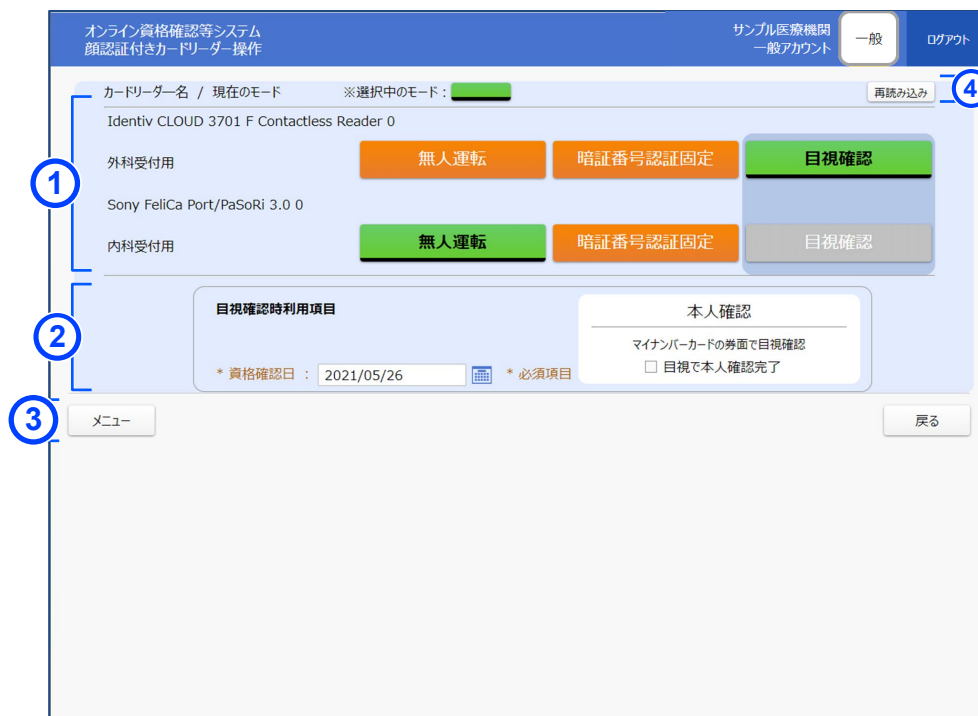 オンライン資格確認等システム
顔認証付きカードリーダー操作
サンプル医療機関
一般アカウント
一般
ログアウト
カードリーダー名 / 現在のモード
※選択中のモード:
再読み込み
④
Identiv CLOUD 3701 F Contactless Reader 0
①
外科受付用
無人運転
暗証番号認証固定
目視確認
Sony FeliCa Port/PaSoRi 3.0 0
内科受付用
無人運転
暗証番号認証固定
目視確認
②
目視確認時利用項目
本人確認
マイナンバーカードの券面で目視確認
☐ 目視で本人確認完了
* 資格確認日 : 2021/05/26 * 必須項目
③
メニュー
戻る